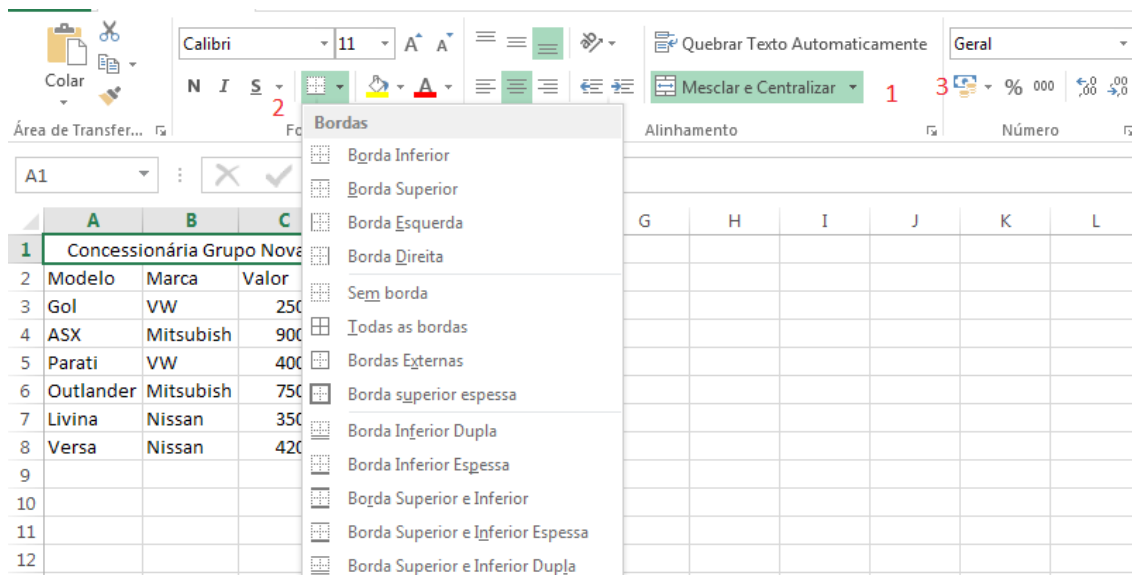 Calibri 11 A A Quebrar Texto Automaticamente Geral
Colar N I S A Mesclar e Centralizar 1 3 % 000 ,00
2
Área de Transfer... Fo Alinhamento Número
A1
Bordas
Borda Inferior
Borda Superior
Borda Esquerda
Borda Direita
Sem borda
Todas as bordas
Bordas Externas
Borda superior espessa
Borda Inferior Dupla
Borda Inferior Espessa
Borda Superior e Inferior
Borda Superior e Inferior Espessa
Borda Superior e Inferior Dupla
A B C G H I J K L
1 Concessionária Grupo Nova
2 Modelo Marca Valor
3 Gol VW 250
4 ASX Mitsubish 900
5 Parati VW 400
6 Outlander Mitsubish 750
7 Livina Nissan 350
8 Versa Nissan 420
9
10
11
12